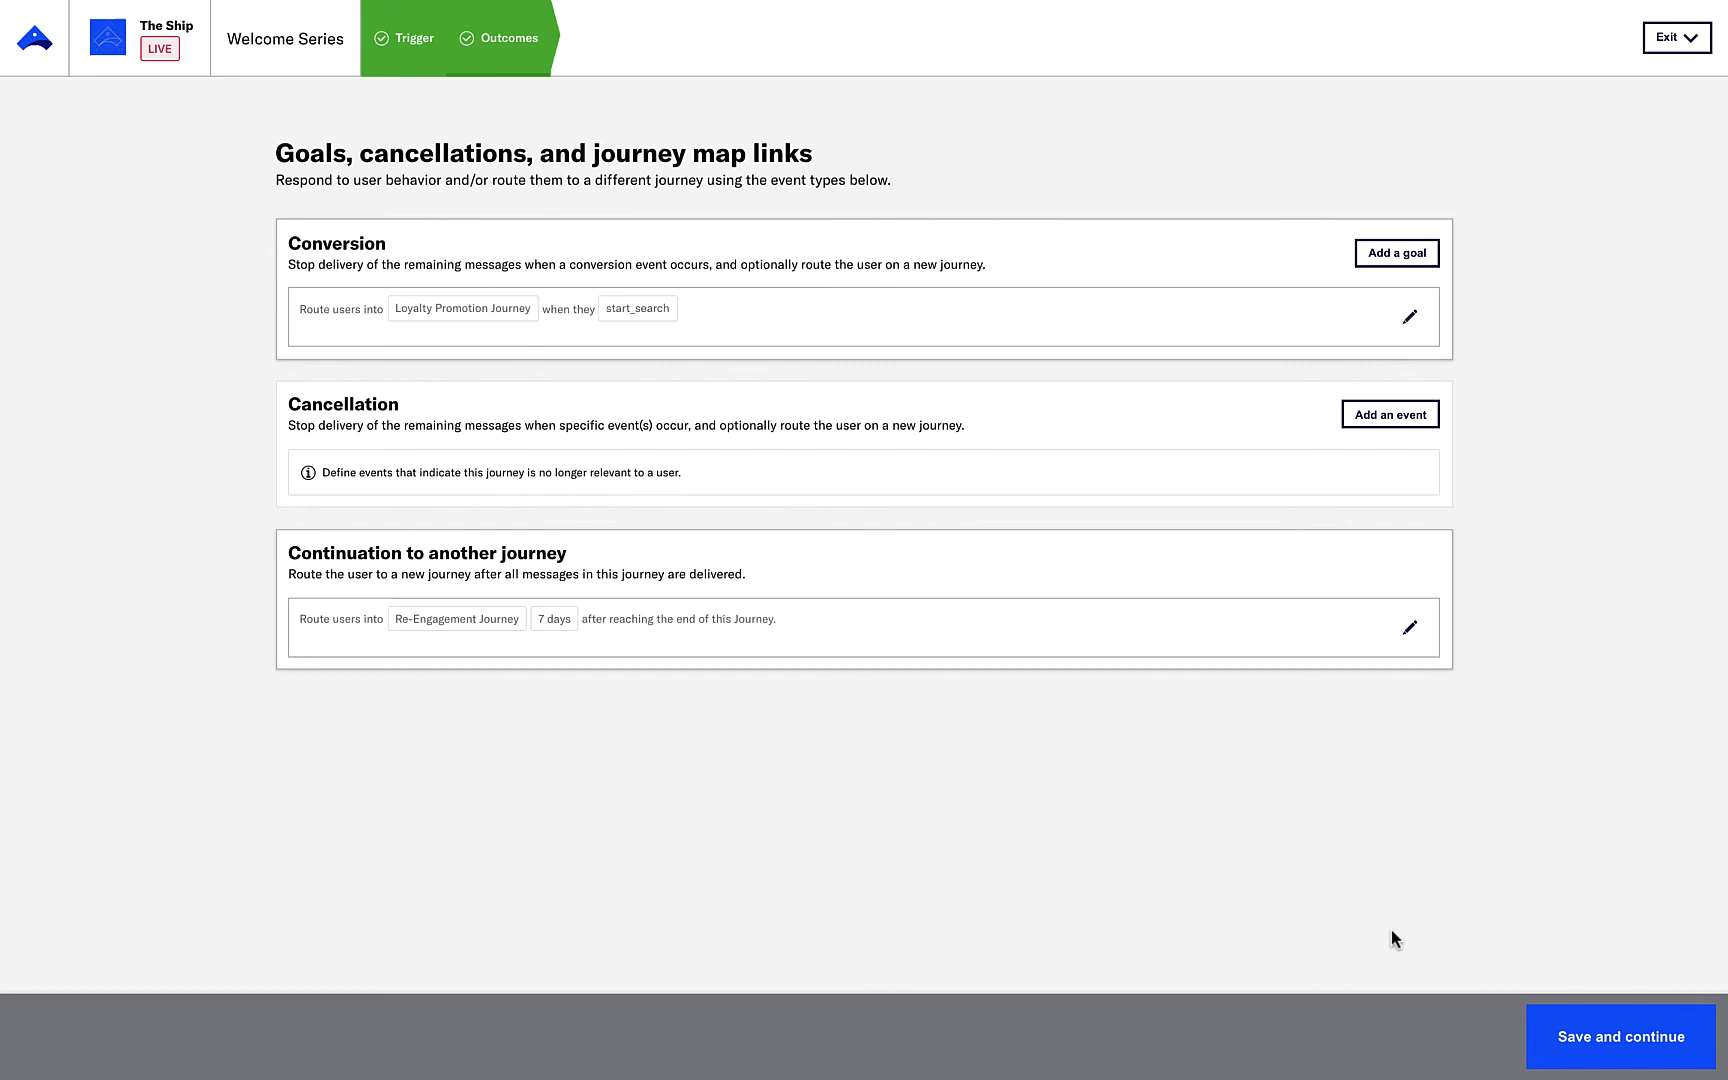 The Ship
LIVE
Welcome Series
Trigger
Outcomes
Exit
Goals, cancellations, and journey map links
Respond to user behavior and/or route them to a different journey using the event types below.
Conversion
Stop delivery of the remaining messages when a conversion event occurs, and optionally route the user on a new journey.
Add a goal
Route users into Loyalty Promotion Journey when they start_search
Cancellation
Stop delivery of the remaining messages when specific event(s) occur, and optionally route the user on a new journey.
Add an event
Define events that indicate this journey is no longer relevant to a user.
Continuation to another journey
Route the user to a new journey after all messages in this journey are delivered.
Route users into Re-Engagement Journey 7 days after reaching the end of this Journey.
Save and continue